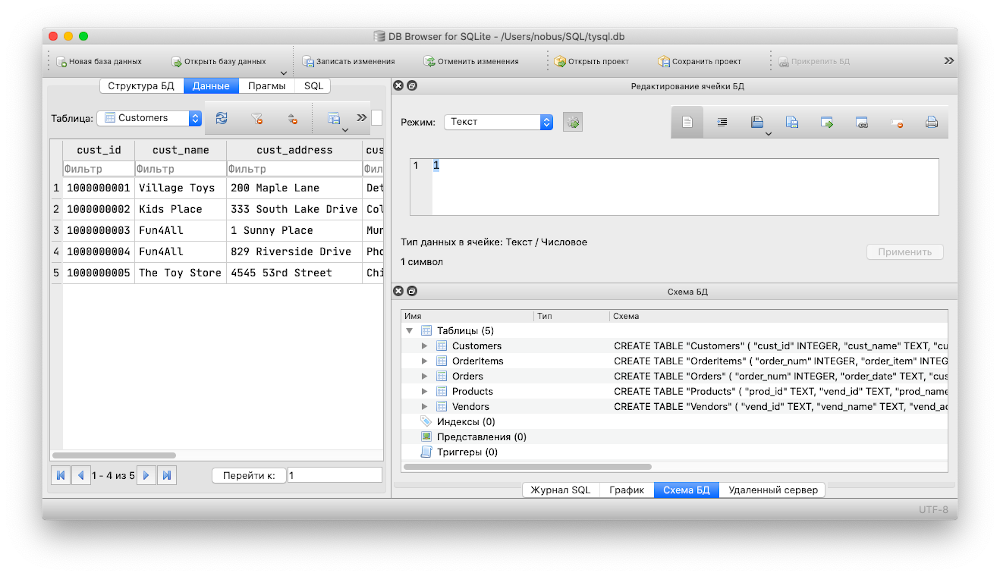 DB Browser for SQLite - /Users/nobus/SQL/tysql.db
Новая база данных Открыть базу данных Записать изменения Отменить изменения Открыть проект Сохранить проект Прикрепить БД »
Структура БД Данные Прагмы SQL
Таблица: Customers »
cust_id cust_name cust_address cus
Фильтр Фильтр Фильтр Фильтр
1 1000000001 Village Toys 200 Maple Lane Det
2 1000000002 Kids Place 333 South Lake Drive Col
3 1000000003 Fun4All 1 Sunny Place Mun
4 1000000004 Fun4All 829 Riverside Drive Pho
5 1000000005 The Toy Store 4545 53rd Street Chi
1 - 4 из 5 Перейти к: 1
Редактирование ячейки БД
Режим: Текст
1 1
Тип данных в ячейке: Текст / Числовое
1 символ
Применить
Схема БД
Имя Тип Схема
Таблицы (5)
Customers CREATE TABLE "Customers" ( "cust_id" INTEGER, "cust_name" TEXT, "cu
OrderItems CREATE TABLE "OrderItems" ( "order_num" INTEGER, "order_item" INTEG
Orders CREATE TABLE "Orders" ( "order_num" INTEGER, "order_date" TEXT, "cus
Products CREATE TABLE "Products" ( "prod_id" TEXT, "vend_id" TEXT, "prod_name
Vendors CREATE TABLE "Vendors" ( "vend_id" TEXT, "vend_name" TEXT, "vend_ac
Индексы (0)
Представления (0)
Триггеры (0)
Журнал SQL График Схема БД Удаленный сервер
UTF-8